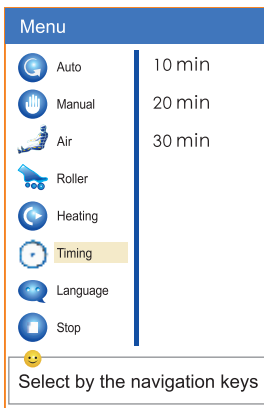 Menu
Auto
Manual
Air
Roller
Heating
Timing
Language
Stop
10 min
20 min
30 min
Select by the navigation keys